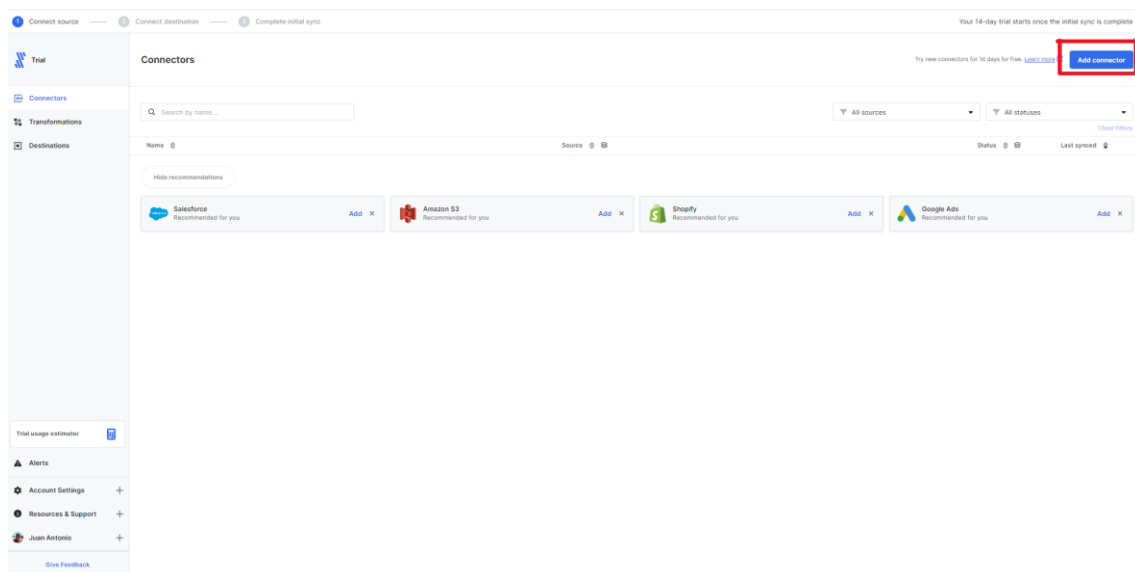 1 Connect source 2 Connect destination 3 Complete initial sync Your 14-day trial starts once the initial sync is complete
Trial
Connectors
Try new connectors for 14 days for free. Learn more
Add connector
Connectors
Transformations
Destinations
Search by name...
All sources
All statuses
Clear filters
Name Source Status Last synced
Hide recommendations
Salesforce
Recommended for you
Add
Amazon S3
Recommended for you
Add
Shopify
Recommended for you
Add
Google Ads
Recommended for you
Add
Trial usage estimator
Alerts
Account Settings
Resources & Support
Juan Antonio
Give Feedback